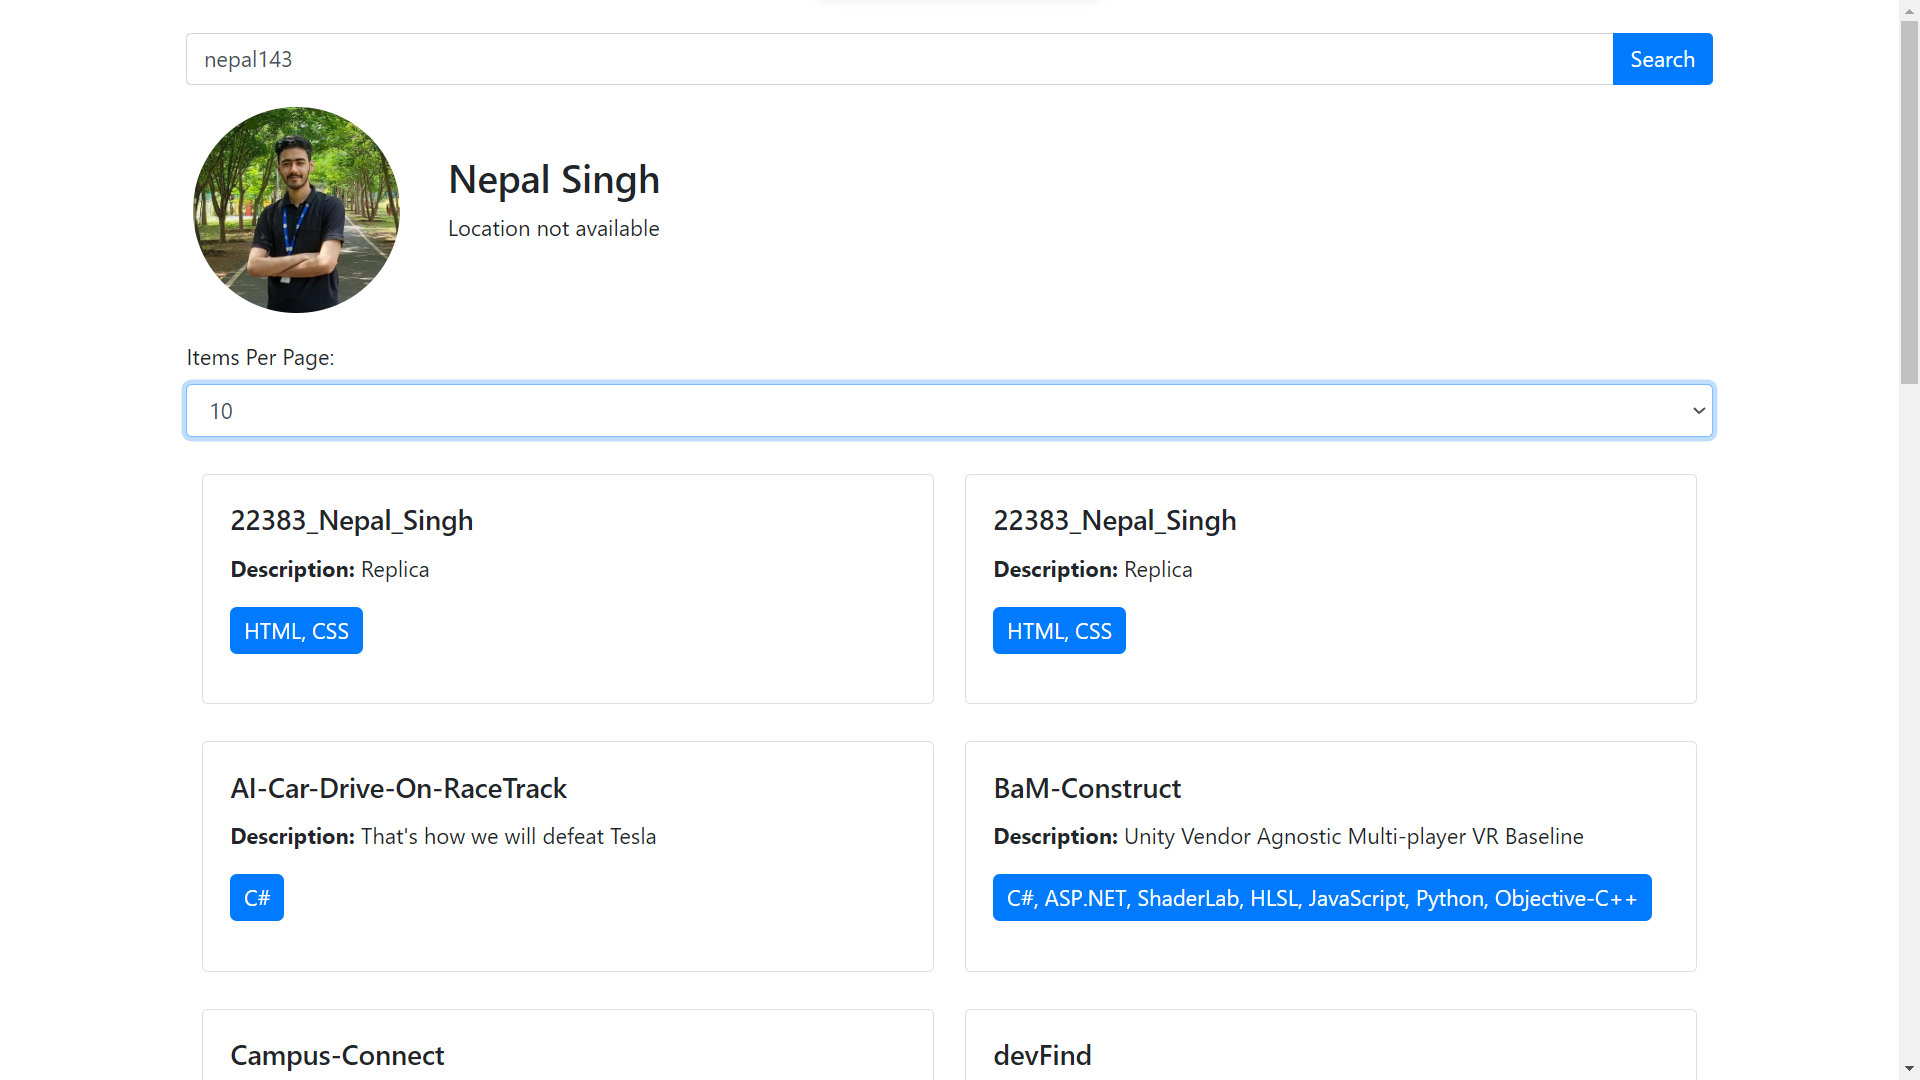 nepal143
Search
Nepal Singh
Location not available
Items Per Page:
10
22383_Nepal_Singh
Description: Replica
HTML, CSS
22383_Nepal_Singh
Description: Replica
HTML, CSS
AI-Car-Drive-On-RaceTrack
Description: That's how we will defeat Tesla
C#
BaM-Construct
Description: Unity Vendor Agnostic Multi-player VR Baseline
C#, ASP.NET, ShaderLab, HLSL, JavaScript, Python, Objective-C++
Campus-Connect
devFind